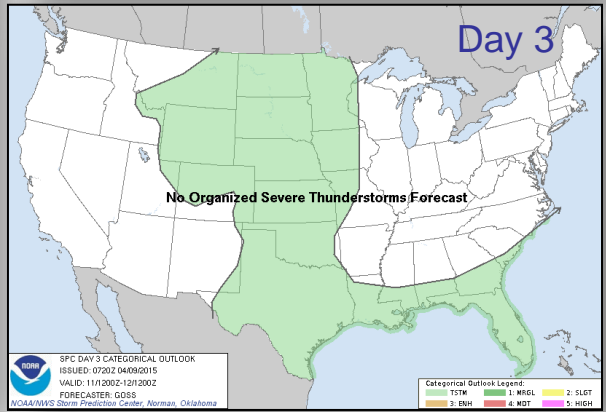 Day 3
No Organized Severe Thunderstorms Forecast
NOAA
SPC DAY 3 CATEGORICAL OUTLOOK
ISSUED: 0720Z 04/09/2015
VALID: 11/1200Z-12/1200Z
FORECASTER: GOSS
NOAA/NWS Storm Prediction Center, Norman, Oklahoma
Categorical Outlook Legend:
TSTM 1: MRGL 2: SLGT
3: ENH 4: MDT 5: HIGH